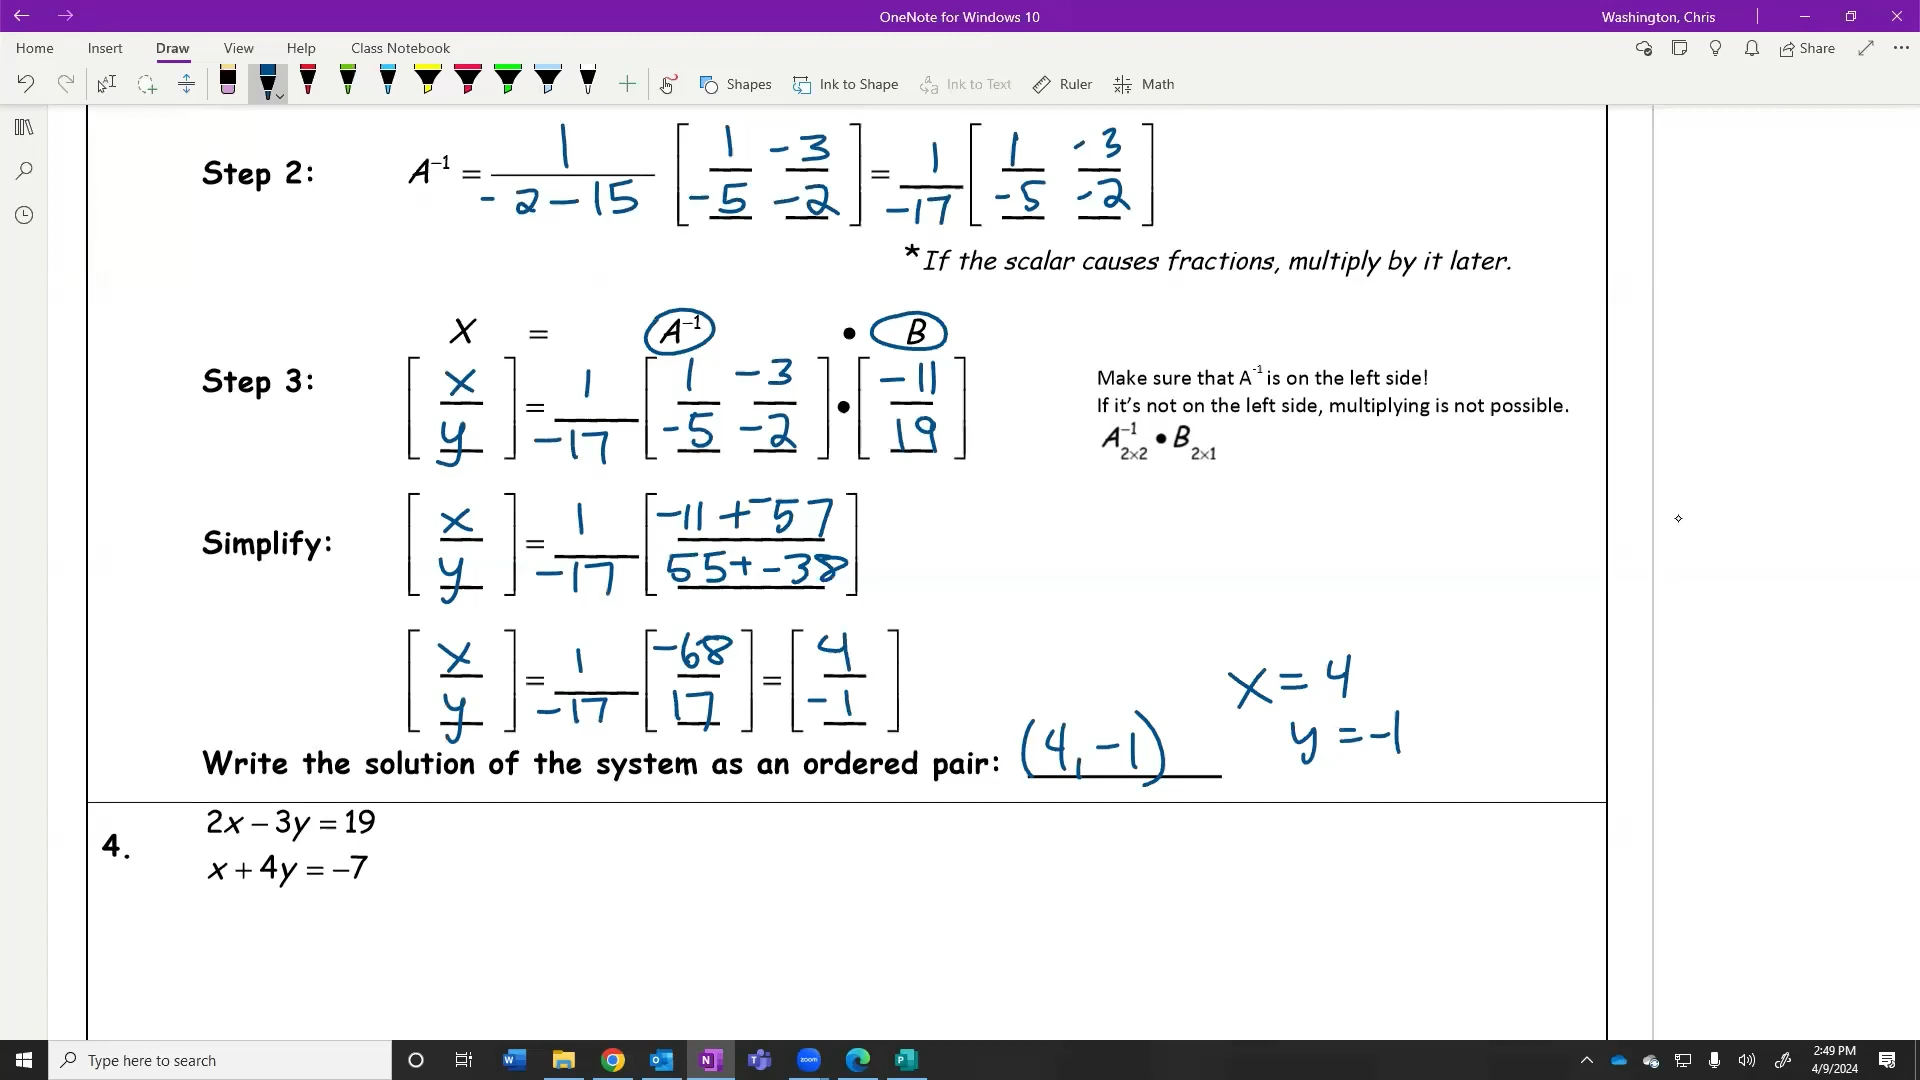 OneNote for Windows 10
Washington, Chris
Home Insert Draw View Help Class Notebook
Share
Shapes Ink to Shape Ink to Text Ruler Math
Step 2: A⁻¹ = 1/(-2-15) [1 -3; -5 -2] = 1/-17 [1 -3; -5 -2]
*If the scalar causes fractions, multiply by it later.
X = A⁻¹ • B
Step 3: [x; y] = 1/-17 [1 -3; -5 -2] • [-11; 19]
Make sure that A⁻¹ is on the left side!
If it's not on the left side, multiplying is not possible.
A⁻¹ 2×2 • B 2×1
Simplify: [x; y] = 1/-17 [-11 + -57; 55 + -38]
[x; y] = 1/-17 [-68; 17] = [4; -1]
x = 4
y = -1
Write the solution of the system as an ordered pair: (4, -1)
4.
2x – 3y = 19
x + 4y = –7
Type here to search
2:49 PM
4/9/2024